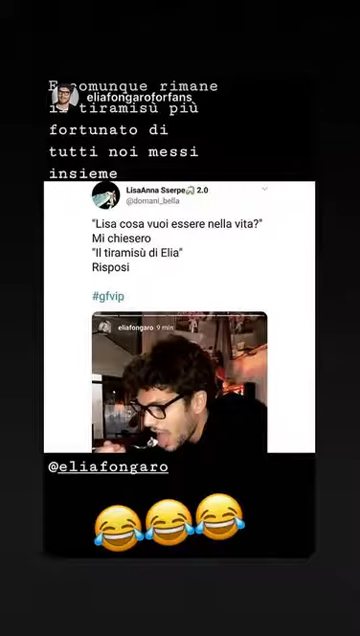 E comunque rimane
eliafongaroforfans
il tiramisù più
fortunato di
tutti noi messi
insieme
LisaAnna Sserpe 2.0
@domani_bella
"Lisa cosa vuoi essere nella vita?"
Mi chiesero
"Il tiramisù di Elia"
Risposi
#gfvip
eliafongaro 9 min
@eliafongaro